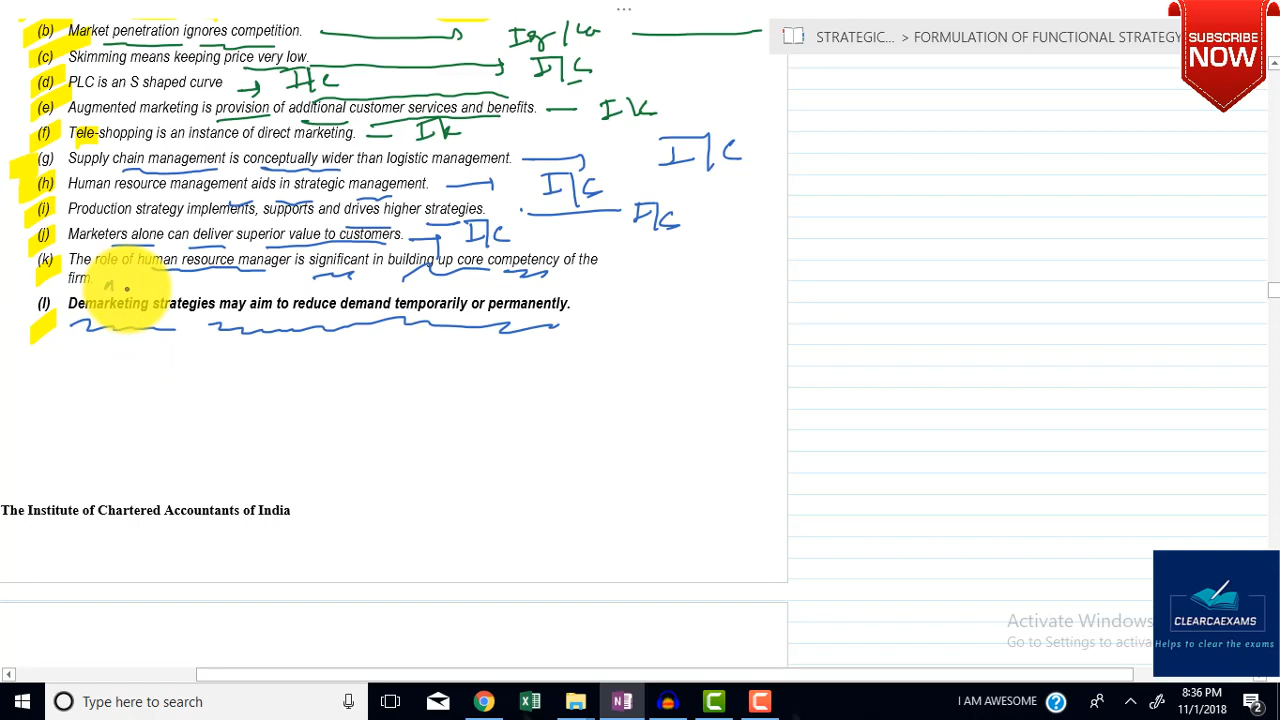 (b) Market penetration ignores competition.
STRATEGIC... > FORMULATION OF FUNCTIONAL STRATEGY
SUBSCRIBE
NOW
(c) Skimming means keeping price very low.
I/C
(d) PLC is an S shaped curve
I/C
(e) Augmented marketing is provision of additional customer services and benefits.
(f) Tele-shopping is an instance of direct marketing.
(g) Supply chain management is conceptually wider than logistic management.
I/C
(h) Human resource management aids in strategic management.
(i) Production strategy implements, supports and drives higher strategies.
(j) Marketers alone can deliver superior value to customers.
I/C
(k) The role of human resource manager is significant in building up core competency of the
firm.
(l) Demarketing strategies may aim to reduce demand temporarily or permanently.
The Institute of Chartered Accountants of India
CLEARCAEXAMS
Helps to clear the exams
Activate Windows
Go to Settings to activa
Type here to search
I AM AWESOME
8:36 PM
11/1/2018
2